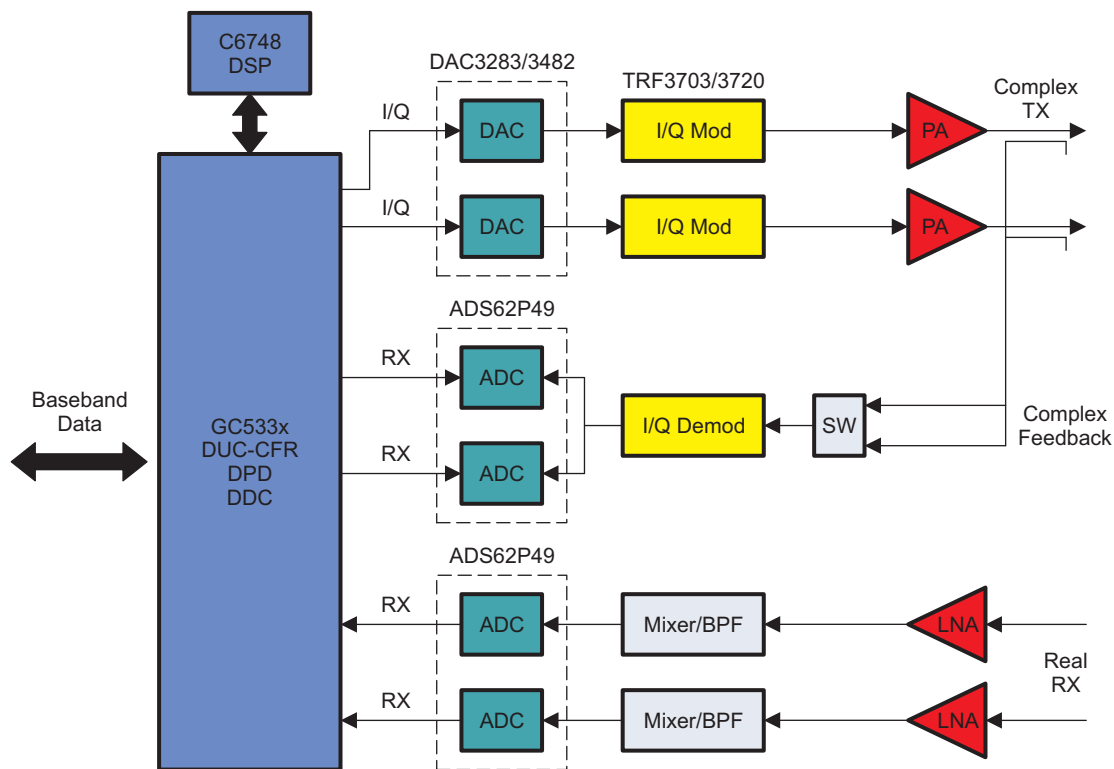 C6748
DSP
DAC3283/3482
TRF3703/3720
Complex
TX
I/Q
DAC
I/Q Mod
PA
I/Q
DAC
I/Q Mod
PA
ADS62P49
RX
ADC
Baseband
Data
GC533x
DUC-CFR
DPD
DDC
I/Q Demod
SW
Complex
Feedback
RX
ADC
ADS62P49
RX
ADC
Mixer/BPF
LNA
Real
RX
RX
ADC
Mixer/BPF
LNA